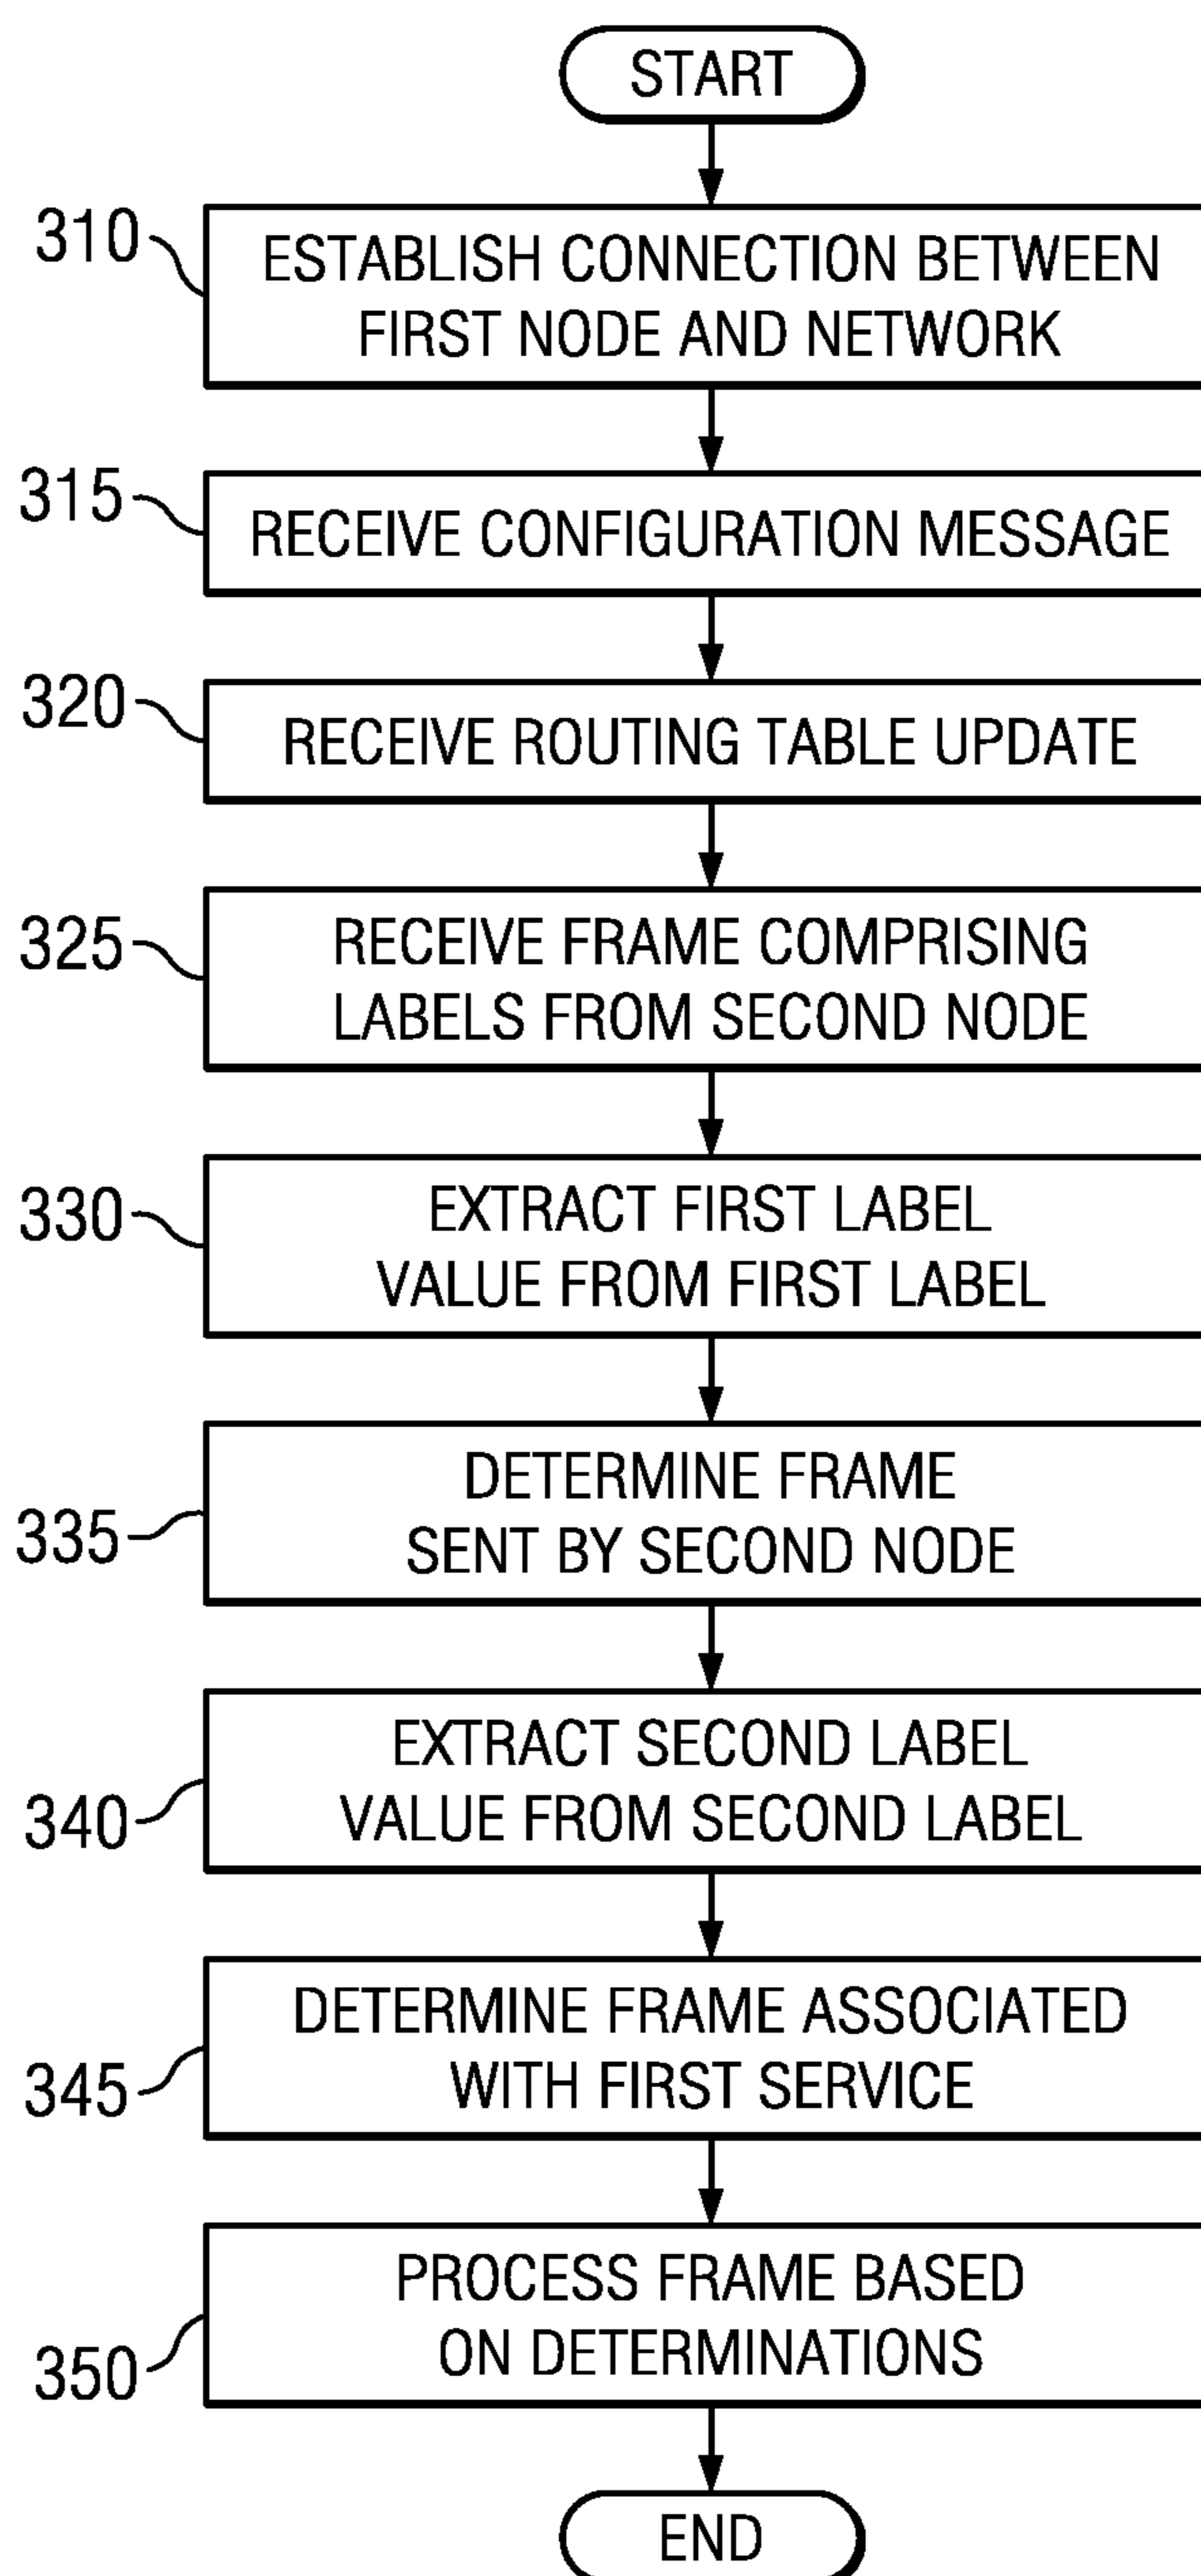 START
310
ESTABLISH CONNECTION BETWEEN
FIRST NODE AND NETWORK
315
RECEIVE CONFIGURATION MESSAGE
320
RECEIVE ROUTING TABLE UPDATE
325
RECEIVE FRAME COMPRISING
LABELS FROM SECOND NODE
330
EXTRACT FIRST LABEL
VALUE FROM FIRST LABEL
335
DETERMINE FRAME
SENT BY SECOND NODE
340
EXTRACT SECOND LABEL
VALUE FROM SECOND LABEL
345
DETERMINE FRAME ASSOCIATED
WITH FIRST SERVICE
350
PROCESS FRAME BASED
ON DETERMINATIONS
END